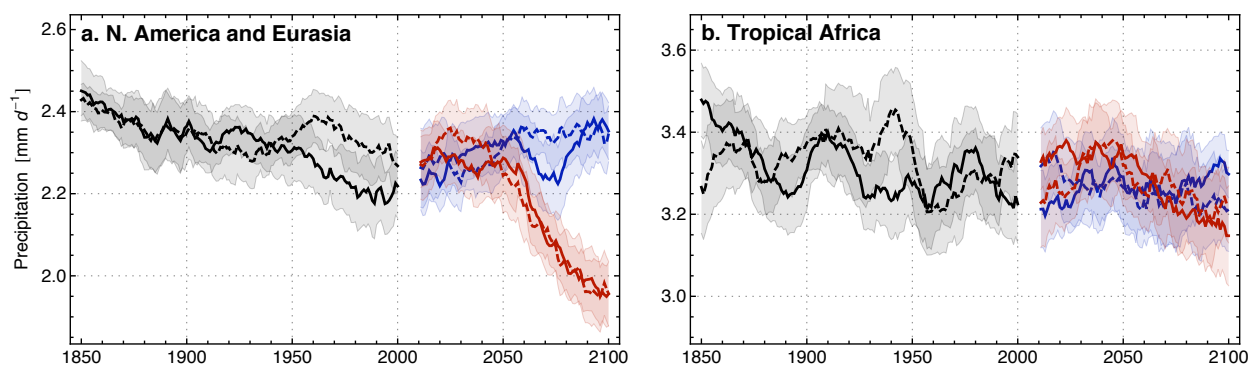 a. N. America and Eurasia
Precipitation [mm d⁻¹]
2.6
2.4
2.2
2.0
1850 1900 1950 2000 2050 2100
b. Tropical Africa
3.6
3.4
3.2
3.0
1850 1900 1950 2000 2050 2100